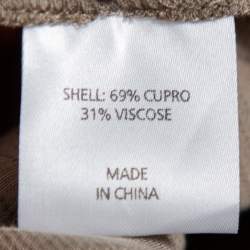 SHELL: 69% CUPRO
31% VISCOSE
MADE
IN CHINA